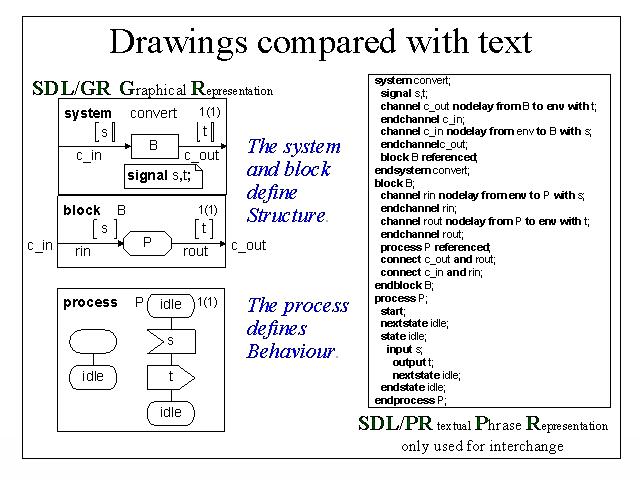 Drawings compared with text
SDL/GR Graphical Representation
system convert 1(1)
[ s ] [ t ]
B
c_in c_out
signal s,t;
The system
and block
define
Structure.
block B 1(1)
[ s ] [ t ]
c_in P c_out
rin rout
process P idle 1(1)
s
idle t
idle
The process
defines
Behaviour.
system convert;
signal s,t;
channel c_out nodelay from B to env with t;
endchannel c_in;
channel c_in nodelay from env to B with s;
endchannel c_out;
block B referenced;
endsystem convert;
block B;
channel rin nodelay from env to P with s;
endchannel rin;
channel rout nodelay from P to env with t;
endchannel rout;
process P referenced;
connect c_out and rout;
connect c_in and rin;
endblock B;
process P;
start;
nextstate idle;
state idle;
input s;
output t;
nextstate idle;
endstate idle;
endprocess P;
SDL/PR textual Phrase Representation
only used for interchange